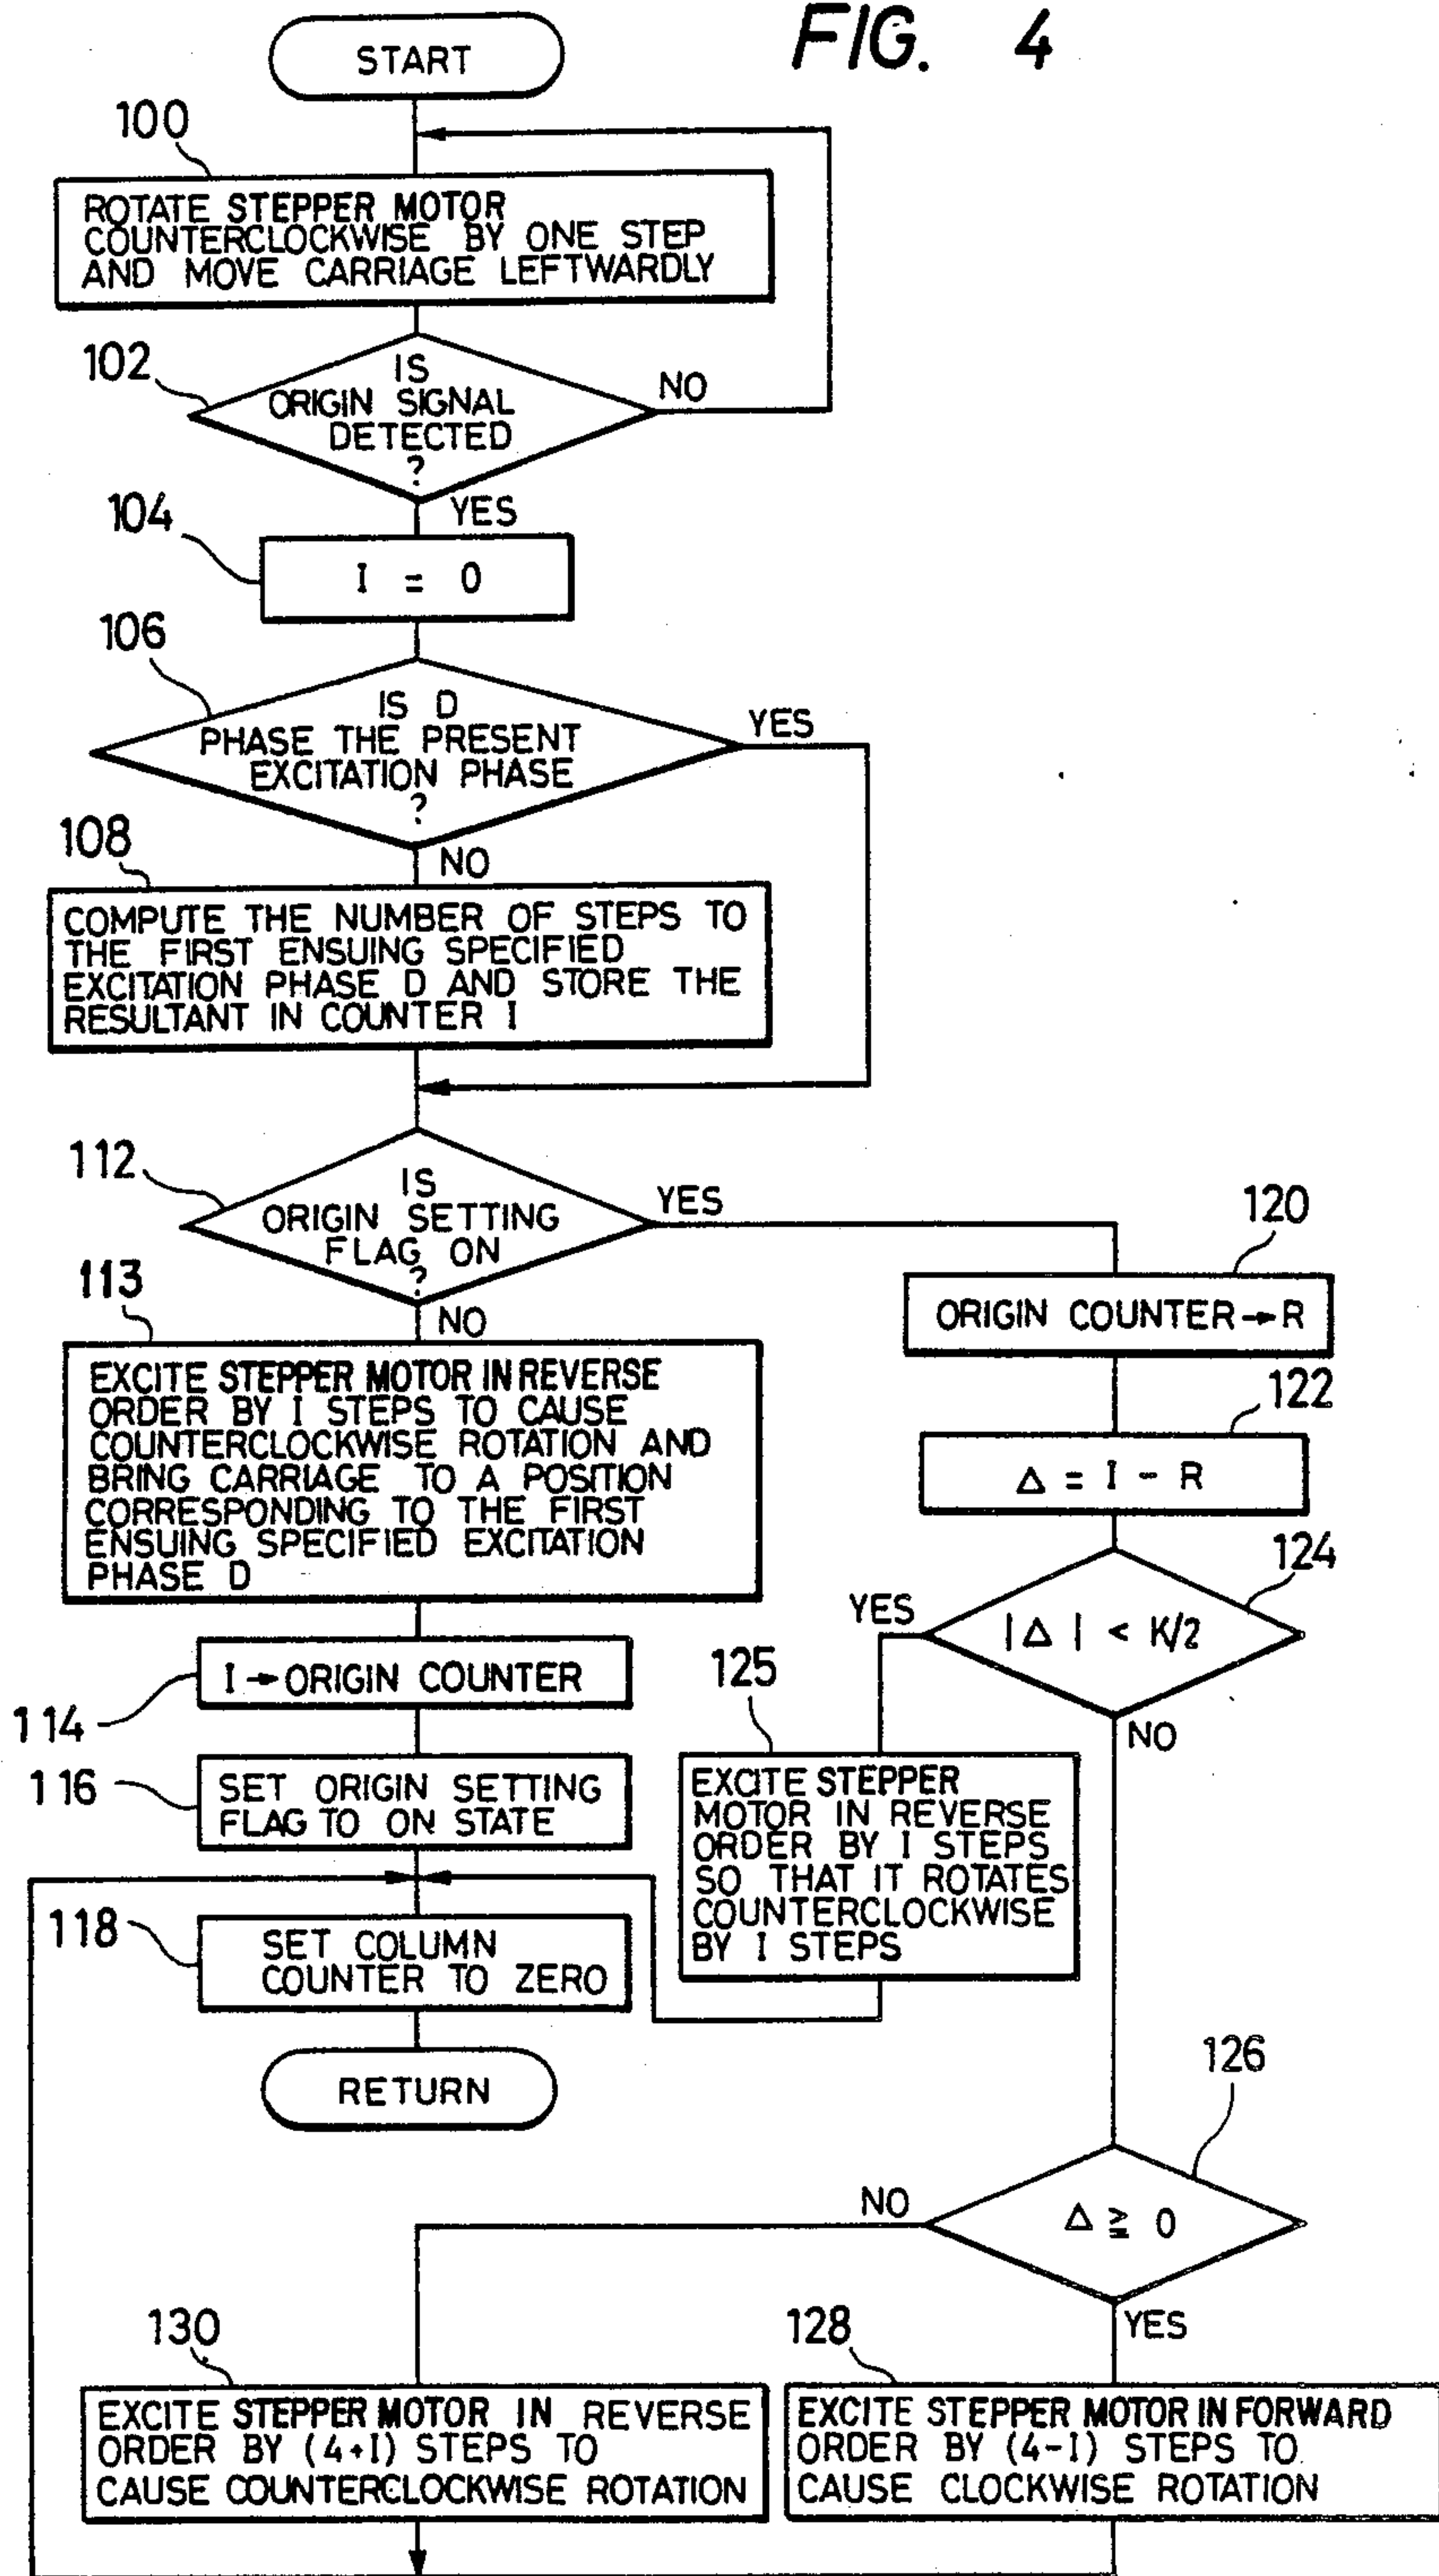 FIG. 4
START
100
ROTATE STEPPER MOTOR
COUNTERCLOCKWISE BY ONE STEP
AND MOVE CARRIAGE LEFTWARDLY
102
IS
ORIGIN SIGNAL
DETECTED
?
NO
YES
104
I = 0
106
IS D
PHASE THE PRESENT
EXCITATION PHASE
?
YES
NO
108
COMPUTE THE NUMBER OF STEPS TO
THE FIRST ENSUING SPECIFIED
EXCITATION PHASE D AND STORE THE
RESULTANT IN COUNTER I
112
IS
ORIGIN SETTING
FLAG ON
?
YES
NO
113
EXCITE STEPPER MOTOR IN REVERSE
ORDER BY I STEPS TO CAUSE
COUNTERCLOCKWISE ROTATION AND
BRING CARRIAGE TO A POSITION
CORRESPONDING TO THE FIRST
ENSUING SPECIFIED EXCITATION
PHASE D
114
I → ORIGIN COUNTER
116
SET ORIGIN SETTING
FLAG TO ON STATE
118
SET COLUMN
COUNTER TO ZERO
RETURN
120
ORIGIN COUNTER → R
122
Δ = I - R
124
|Δ| < K/2
YES
NO
125
EXCITE STEPPER
MOTOR IN REVERSE
ORDER BY I STEPS
SO THAT IT ROTATES
COUNTERCLOCKWISE
BY I STEPS
126
Δ ≧ 0
NO
YES
130
EXCITE STEPPER MOTOR IN REVERSE
ORDER BY (4+I) STEPS TO
CAUSE COUNTERCLOCKWISE ROTATION
128
EXCITE STEPPER MOTOR IN FORWARD
ORDER BY (4-I) STEPS TO
CAUSE CLOCKWISE ROTATION